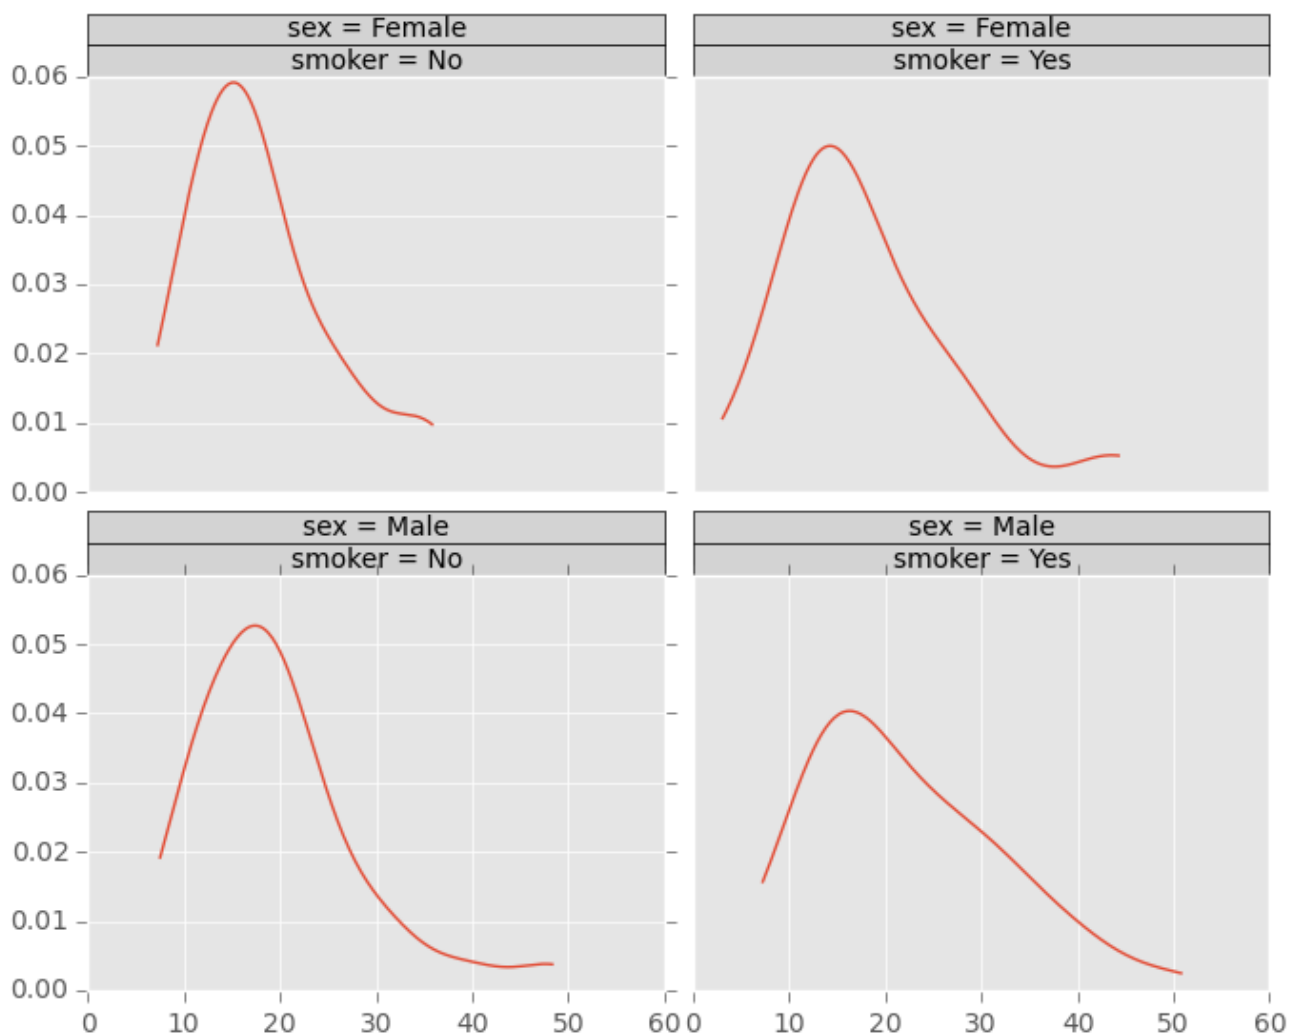 sex = Female
smoker = No
sex = Female
smoker = Yes
0.06
0.05
0.04
0.03
0.02
0.01
0.00
sex = Male
smoker = No
sex = Male
smoker = Yes
0.06
0.05
0.04
0.03
0.02
0.01
0.00
0 10 20 30 40 50 60
0 10 20 30 40 50 60